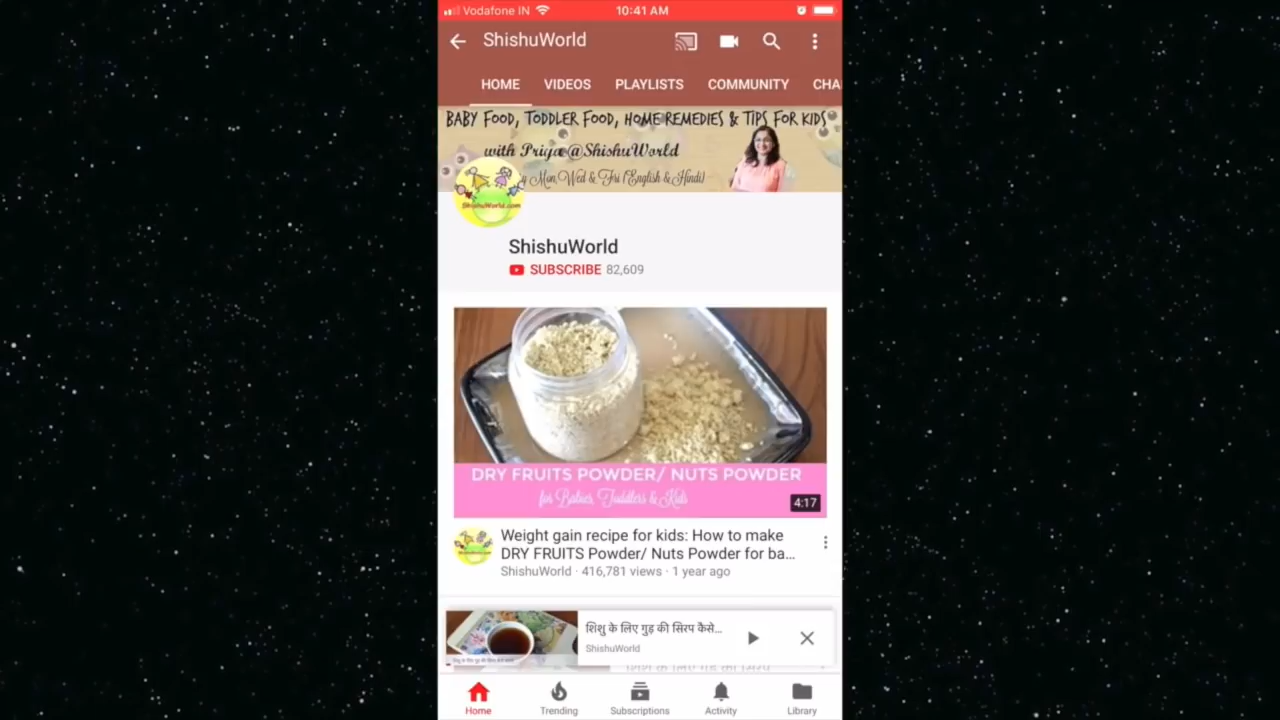 Vodafone IN
10:41 AM
ShishuWorld
HOME VIDEOS PLAYLISTS COMMUNITY CHA
BABY FOOD, TODDLER FOOD, HOME REMEDIES & TIPS FOR KIDS
with Priya@ShishuWorld
Mon, Wed & Fri (English & Hindi)
ShishuWorld.com
ShishuWorld
SUBSCRIBE 82,609
DRY FRUITS POWDER/ NUTS POWDER
for Babies, Toddlers & Kids
4:17
Weight gain recipe for kids: How to make
DRY FRUITS Powder/ Nuts Powder for ba...
ShishuWorld · 416,781 views · 1 year ago
शिशु के लिए गुड़ की सिरप कैसे...
ShishuWorld
Home Trending Subscriptions Activity Library